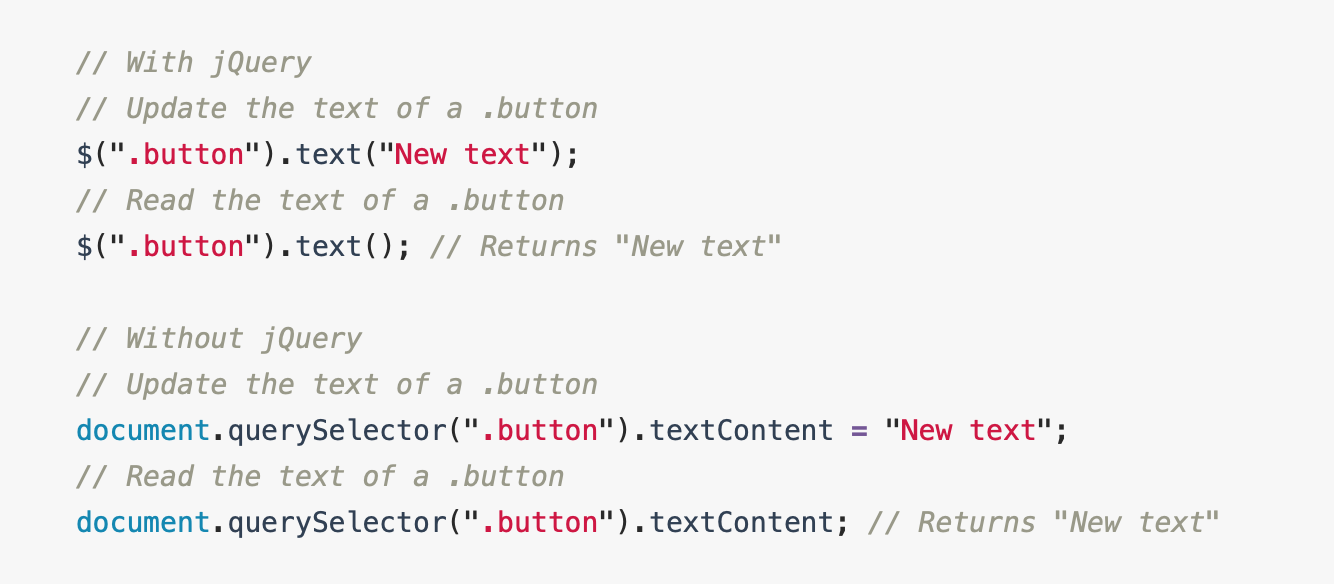 // With jQuery
// Update the text of a .button
$(".button").text("New text");
// Read the text of a .button
$(".button").text(); // Returns "New text"
// Without jQuery
// Update the text of a .button
document.querySelector(".button").textContent = "New text";
// Read the text of a .button
document.querySelector(".button").textContent; // Returns "New text"